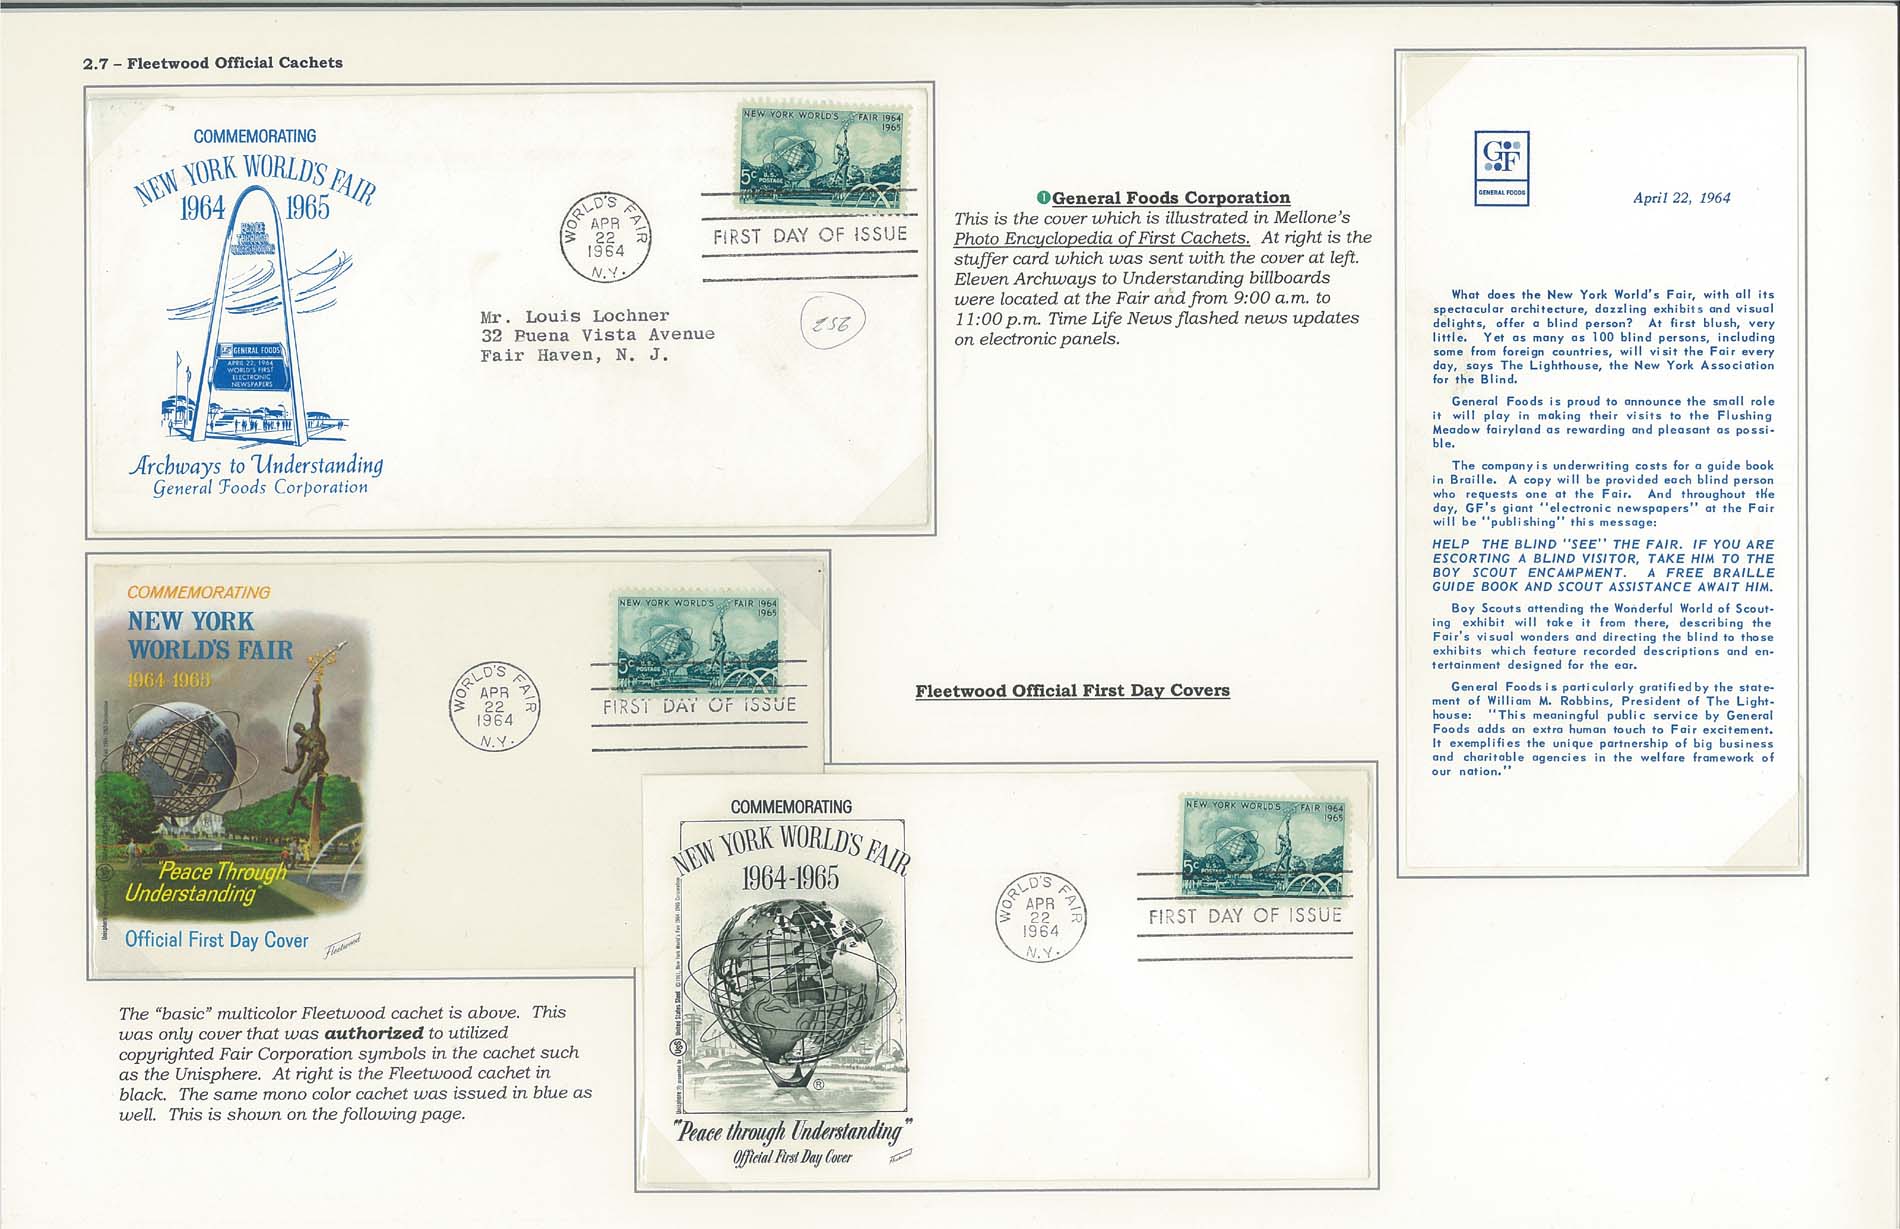 2.7 – Fleetwood Official Cachets
COMMEMORATING
NEW YORK WORLD'S FAIR
1964 1965
GENERAL FOODS
APRIL 22, 1964
WORLD'S FIRST
ELECTRONIC
NEWSPAPERS
Archways to Understanding
General Foods Corporation
NEW YORK WORLD'S FAIR 1964
1965
5c U.S.
POSTAGE
WORLD'S FAIR
APR
22
1964
N.Y.
FIRST DAY OF ISSUE
Mr. Louis Lochner
32 Buena Vista Avenue
Fair Haven, N. J.
256
General Foods Corporation
This is the cover which is illustrated in Mellone's
Photo Encyclopedia of First Cachets. At right is the
stuffer card which was sent with the cover at left.
Eleven Archways to Understanding billboards
were located at the Fair and from 9:00 a.m. to
11:00 p.m. Time Life News flashed news updates
on electronic panels.
GF
GENERAL FOODS
April 22, 1964
What does the New York World's Fair, with all its
spectacular architecture, dazzling exhibits and visual
delights, offer a blind person? At first blush, very
little. Yet as many as 100 blind persons, including
some from foreign countries, will visit the Fair every
day, says The Lighthouse, the New York Association
for the Blind.
General Foods is proud to announce the small role
it will play in making their visits to the Flushing
Meadow fairyland as rewarding and pleasant as possi-
ble.
The company is underwriting costs for a guide book
in Braille. A copy will be provided each blind person
who requests one at the Fair. And throughout the
day, GF's giant "electronic newspapers" at the Fair
will be "publishing" this message:
HELP THE BLIND "SEE" THE FAIR. IF YOU ARE
ESCORTING A BLIND VISITOR, TAKE HIM TO THE
BOY SCOUT ENCAMPMENT. A FREE BRAILLE
GUIDE BOOK AND SCOUT ASSISTANCE AWAIT HIM.
Boy Scouts attending the Wonderful World of Scout-
ing exhibit will take it from there, describing the
Fair's visual wonders and directing the blind to those
exhibits which feature recorded descriptions and en-
tertainment designed for the ear.
General Foods is particularly gratified by the state-
ment of William M. Robbins, President of The Light-
house: "This meaningful public service by General
Foods adds an extra human touch to Fair excitement.
It exemplifies the unique partnership of big business
and charitable agencies in the welfare framework of
our nation."
COMMEMORATING
NEW YORK
WORLD'S FAIR
1964-1965
"Peace Through
Understanding"
Official First Day Cover
Fleetwood
NEW YORK WORLD'S FAIR 1964
1965
5c U.S.
POSTAGE
WORLD'S FAIR
APR
22
1964
N.Y.
FIRST DAY OF ISSUE
Fleetwood Official First Day Covers
COMMEMORATING
NEW YORK WORLD'S FAIR
1964-1965
®
"Peace through Understanding"
Official First Day Cover
Fleetwood
NEW YORK WORLD'S FAIR 1964
1965
5c U.S.
POSTAGE
WORLD'S FAIR
APR
22
1964
N.Y.
FIRST DAY OF ISSUE
The "basic" multicolor Fleetwood cachet is above. This
was only cover that was authorized to utilized
copyrighted Fair Corporation symbols in the cachet such
as the Unisphere. At right is the Fleetwood cachet in
black. The same mono color cachet was issued in blue as
well. This is shown on the following page.